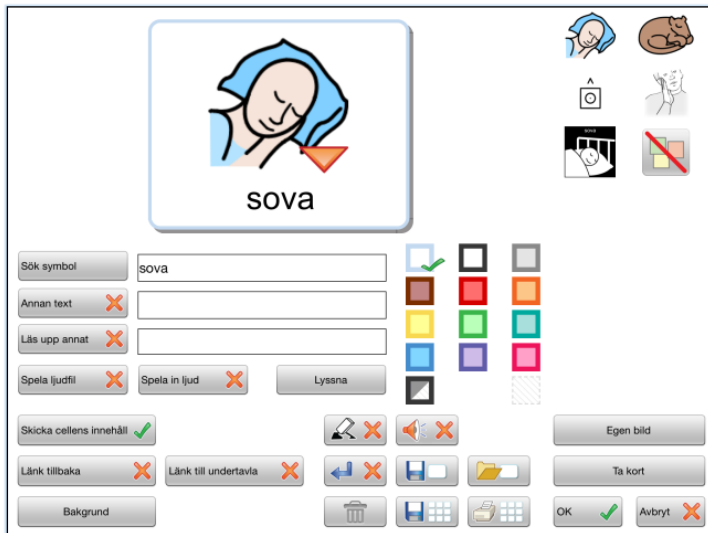 sova
sova
Sök symbol
sova
Annan text
Läs upp annat
Spela ljudfil
Spela in ljud
Lyssna
Skicka cellens innehåll
Egen bild
Länk tillbaka
Länk till undertavla
Ta kort
Bakgrund
OK
Avbryt